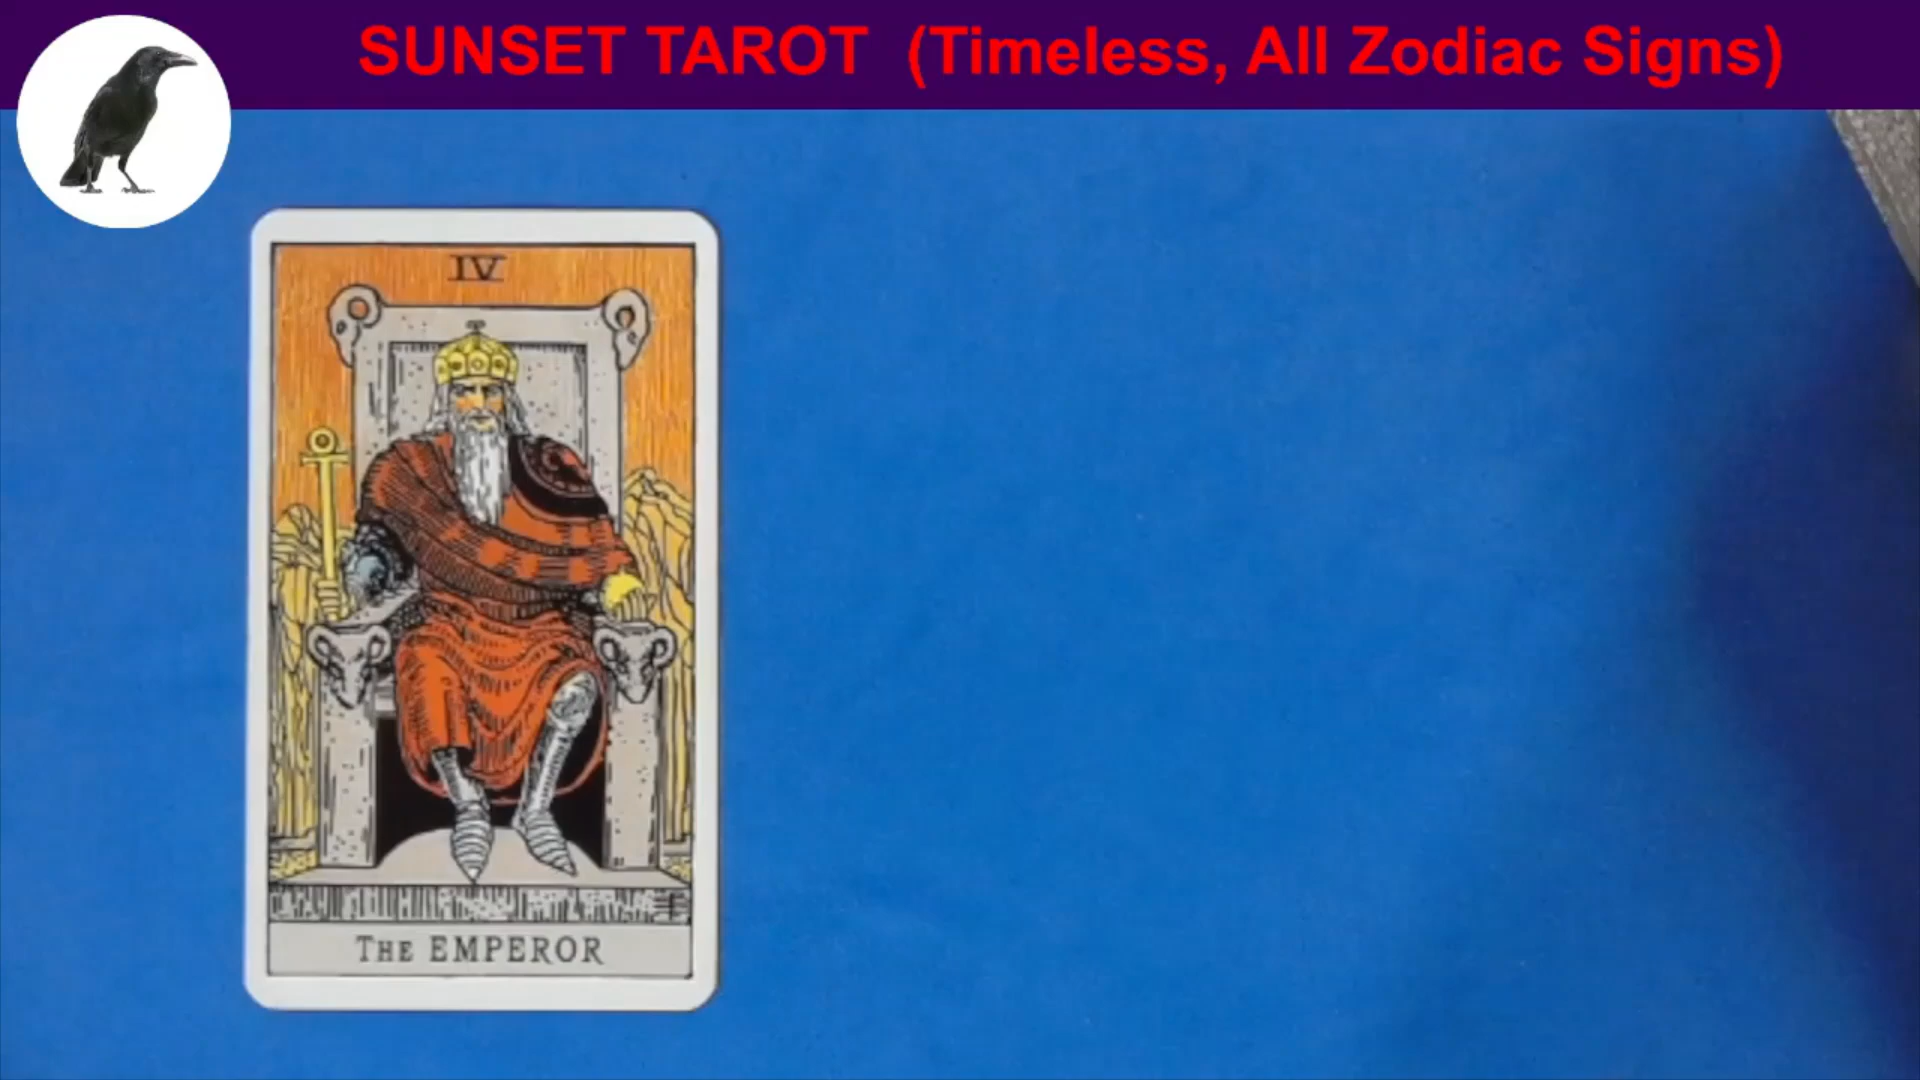 SUNSET TAROT (Timeless, All Zodiac Signs)
IV
THE EMPEROR